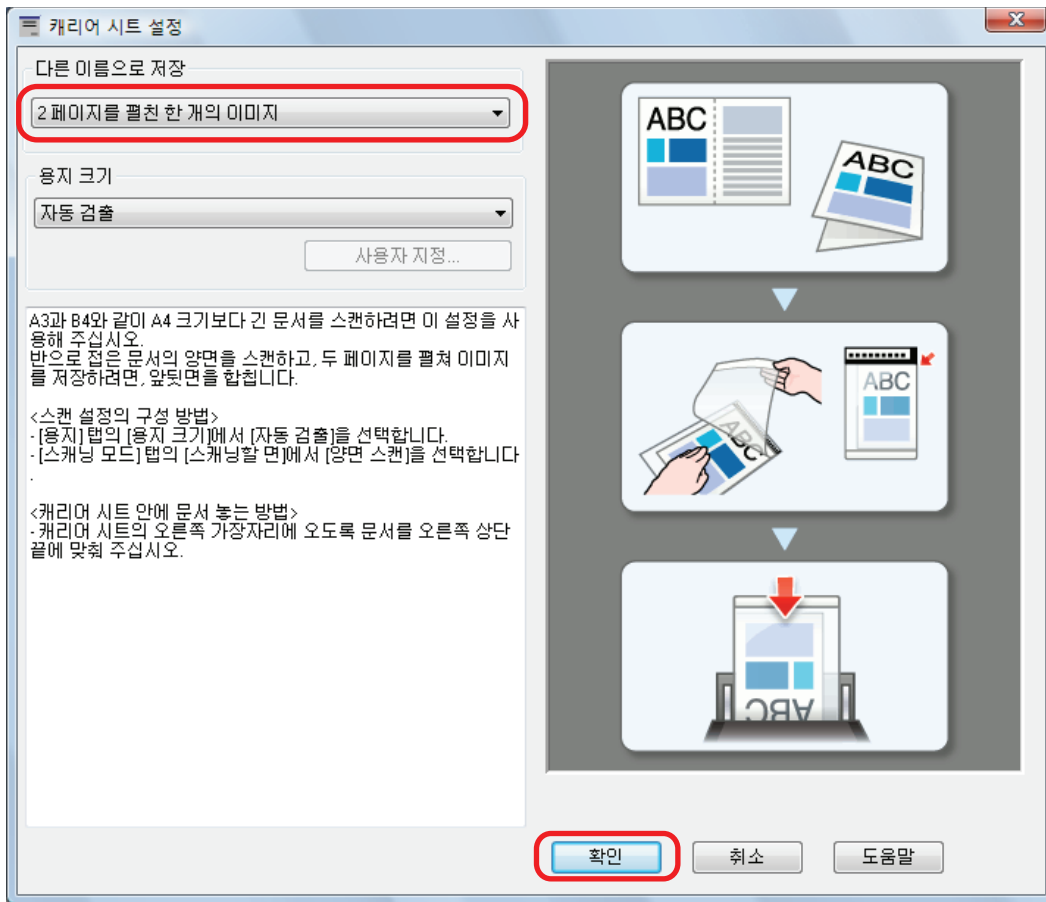 캐리어 시트 설정
다른 이름으로 저장
2 페이지를 펼친 한 개의 이미지
용지 크기
자동 검출
사용자 지정...
A3과 B4와 같이 A4 크기보다 긴 문서를 스캔하려면 이 설정을 사
용해 주십시오.
반으로 접은 문서의 양면을 스캔하고, 두 페이지를 펼쳐 이미지
를 저장하려면, 앞뒷면을 합칩니다.
<스캔 설정의 구성 방법>
- [용지] 탭의 [용지 크기]에서 [자동 검출]을 선택합니다.
- [스캐닝 모드] 탭의 [스캐닝할 면]에서 [양면 스캔]을 선택합니다
.
<캐리어 시트 안에 문서 놓는 방법>
- 캐리어 시트의 오른쪽 가장자리에 오도록 문서를 오른쪽 상단
끝에 맞춰 주십시오.
ABC
ABC
ABC
ABC
ABC
확인
취소
도움말